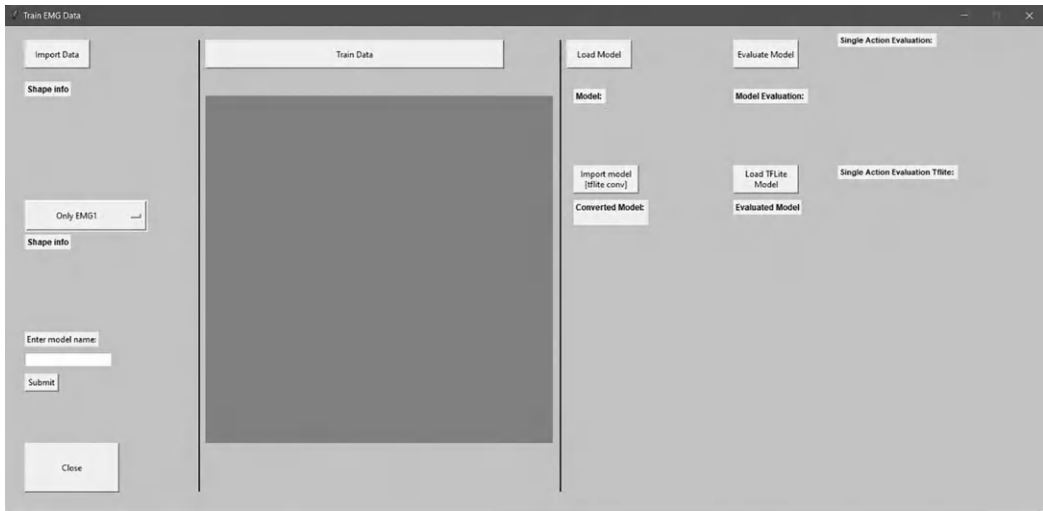 Train EMG Data
Import Data
Shape info
Only EMG1
Shape info
Enter model name:
Submit
Close
Train Data
Load Model
Evaluate Model
Single Action Evaluation:
Model:
Model Evaluation:
Import model
[tflite conv]
Load TFLite
Model
Single Action Evaluation Tflite:
Converted Model:
Evaluated Model